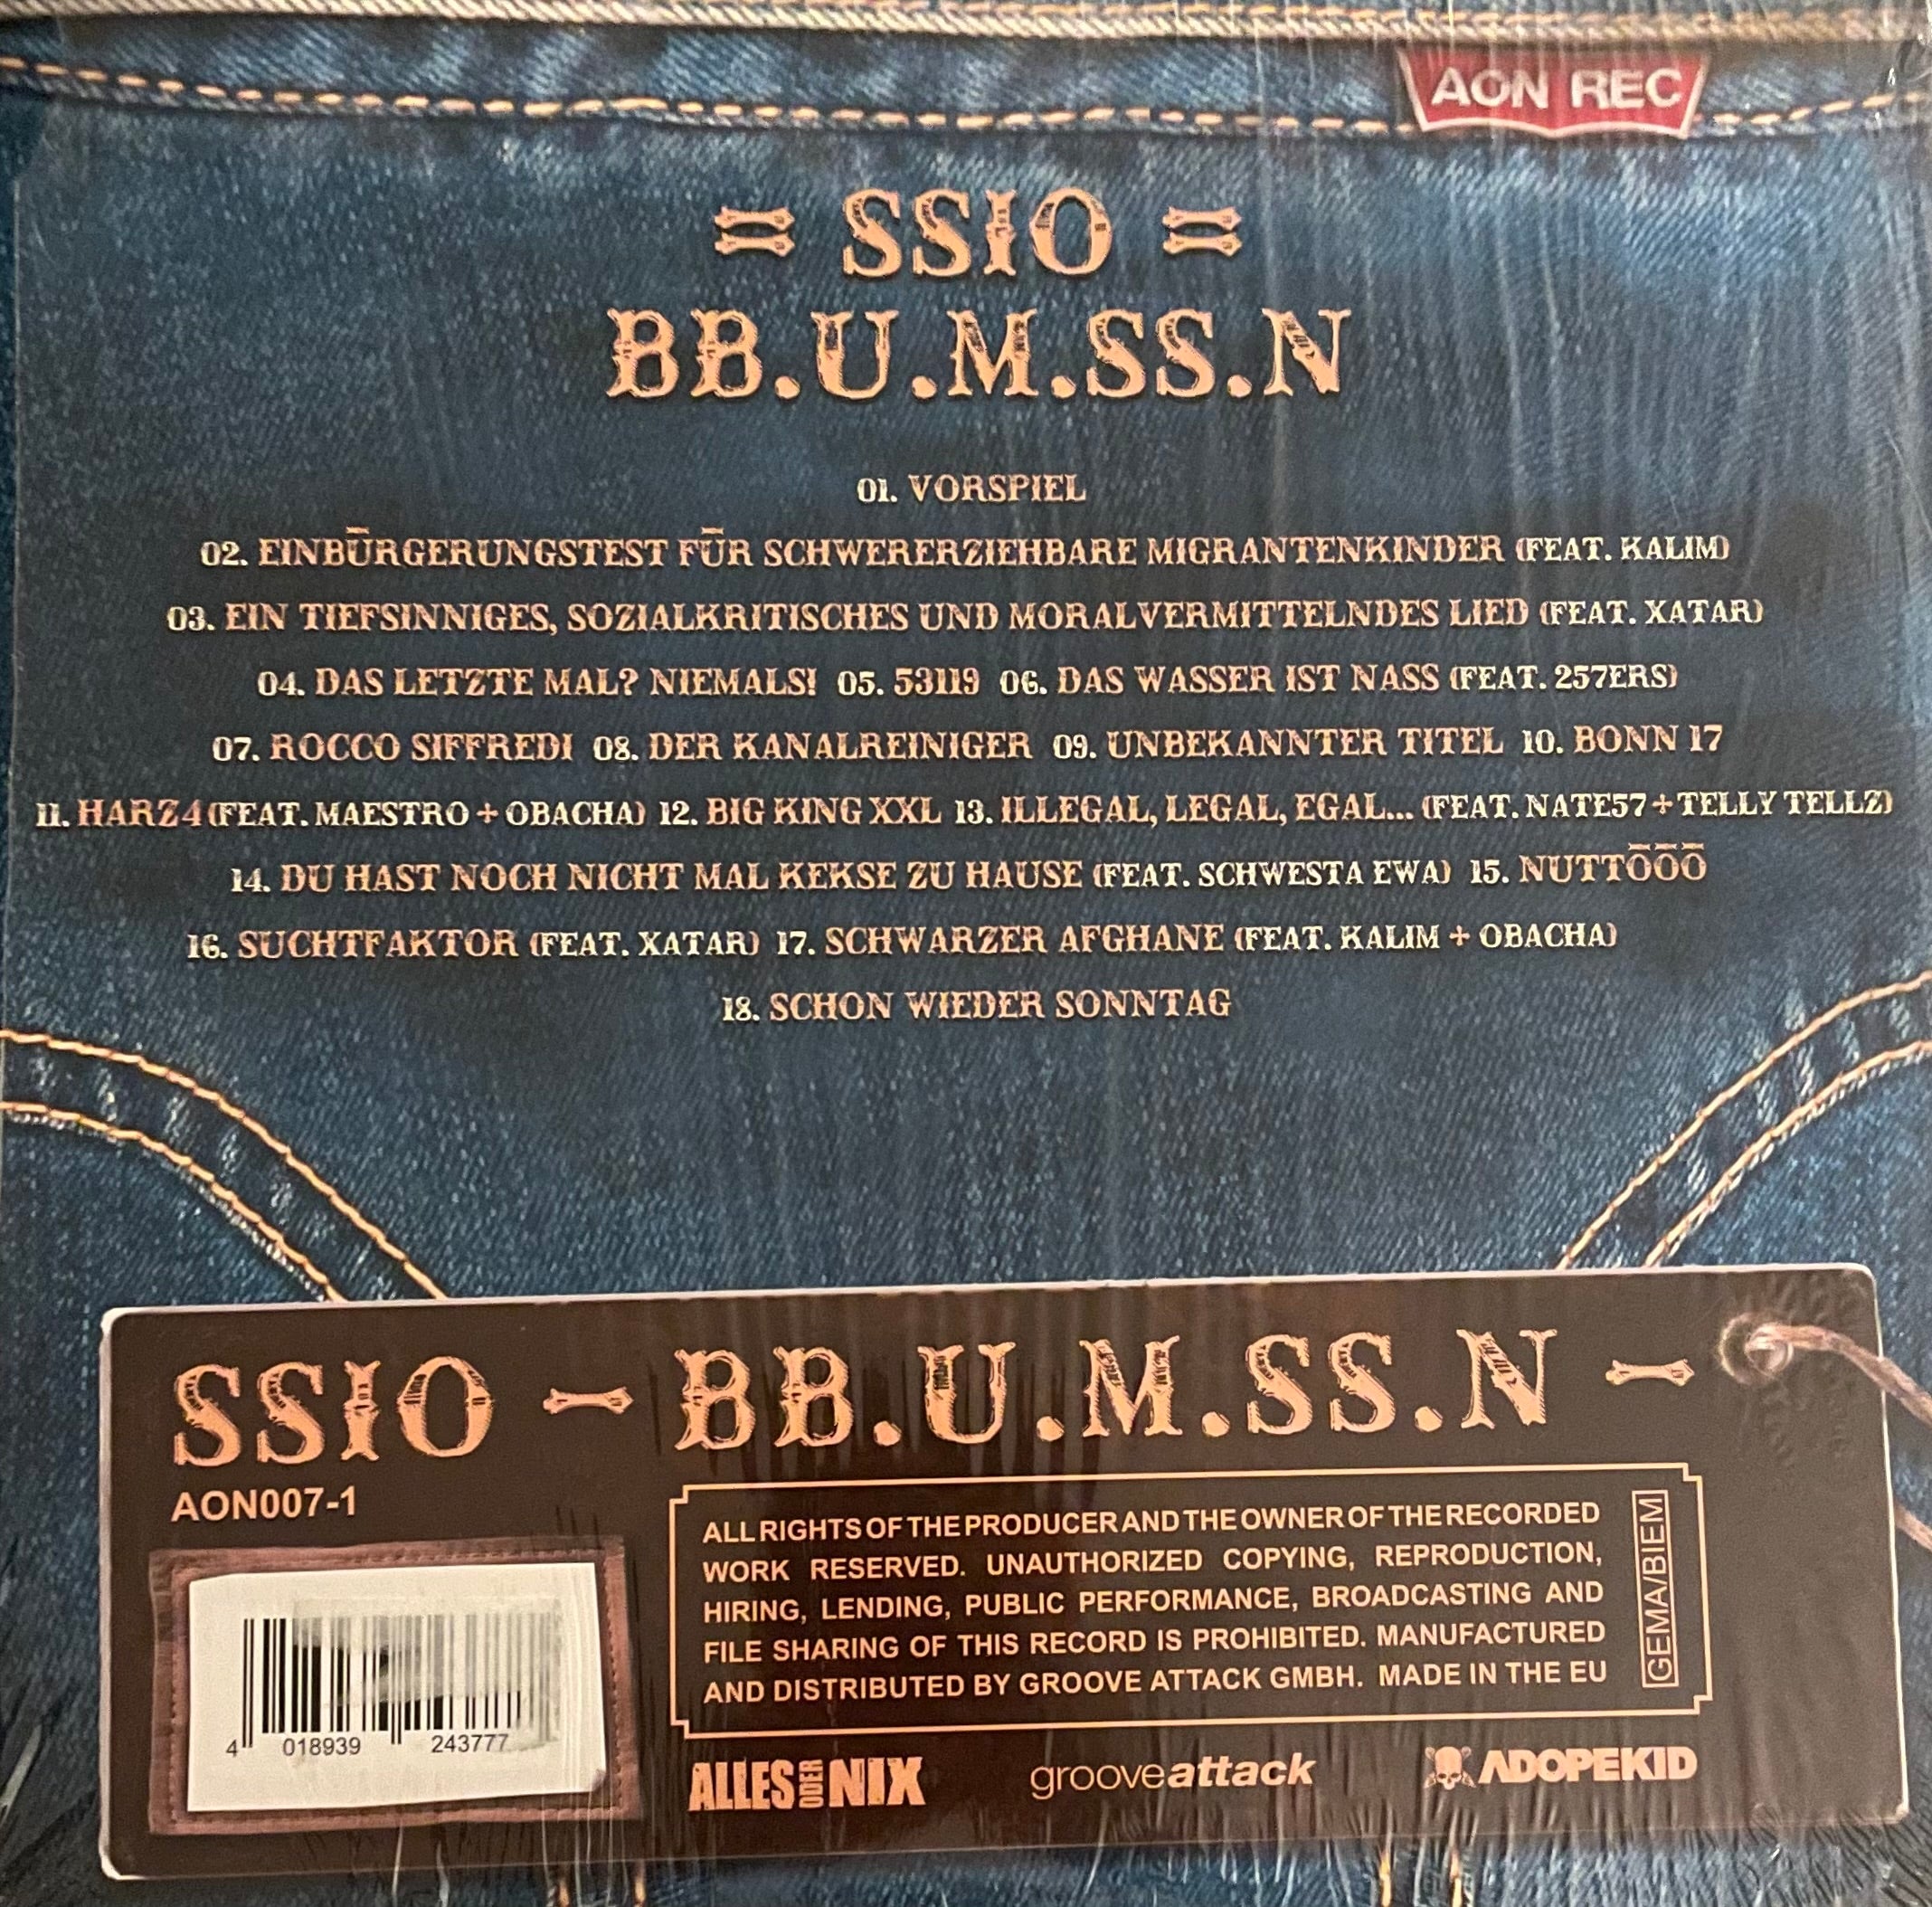 AON REC
= SSIO =
BB.U.M.SS.N
01. VORSPIEL
02. EINBÜRGERUNGSTEST FÜR SCHWERERZIEHBARE MIGRANTENKINDER (FEAT. KALIM)
03. EIN TIEFSINNIGES, SOZIALKRITISCHES UND MORALVERMITTELNDES LIED (FEAT. XATAR)
04. DAS LETZTE MAL? NIEMALS! 05. 53119 06. DAS WASSER IST NASS (FEAT. 257ERS)
07. ROCCO SIFFREDI 08. DER KANALREINIGER 09. UNBEKANNTER TITEL 10. BONN 17
11. HARZ4 (FEAT. MAESTRO + OBACHA) 12. BIG KING XXL 13. ILLEGAL, LEGAL, EGAL... (FEAT. NATE57 + TELLY TELLZ)
14. DU HAST NOCH NICHT MAL KEKSE ZU HAUSE (FEAT. SCHWESTA EWA) 15. NUTTÖÖÖ
16. SUCHTFAKTOR (FEAT. XATAR) 17. SCHWARZER AFGHANE (FEAT. KALIM + OBACHA)
18. SCHON WIEDER SONNTAG
SSIO - BB.U.M.SS.N -
AON007-1
ALL RIGHTS OF THE PRODUCER AND THE OWNER OF THE RECORDED
WORK RESERVED. UNAUTHORIZED COPYING, REPRODUCTION,
HIRING, LENDING, PUBLIC PERFORMANCE, BROADCASTING AND
FILE SHARING OF THIS RECORD IS PROHIBITED. MANUFACTURED
AND DISTRIBUTED BY GROOVE ATTACK GMBH. MADE IN THE EU
GEMA/BIEM
4 018939 243777
ALLES ODER NIX
grooveattack
ADOPEKID